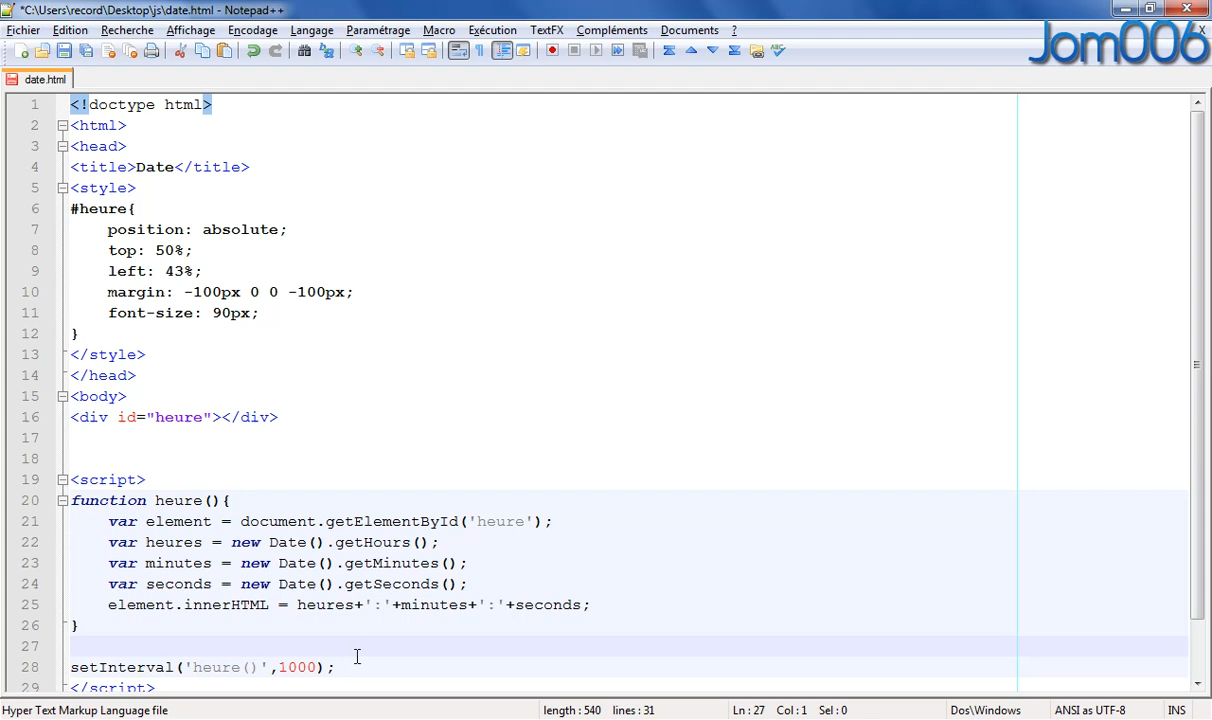 *C:\Users\record\Desktop\js\date.html - Notepad++
Fichier Edition Recherche Affichage Encodage Langage Paramétrage Macro Exécution TextFX Compléments Documents ? X
Jom006
date.html
1 <!doctype html>
2 <html>
3 <head>
4 <title>Date</title>
5 <style>
6 #heure{
7 position: absolute;
8 top: 50%;
9 left: 43%;
10 margin: -100px 0 0 -100px;
11 font-size: 90px;
12 }
13 </style>
14 </head>
15 <body>
16 <div id="heure"></div>
17
18
19 <script>
20 function heure(){
21 var element = document.getElementById('heure');
22 var heures = new Date().getHours();
23 var minutes = new Date().getMinutes();
24 var seconds = new Date().getSeconds();
25 element.innerHTML = heures+':'+minutes+':'+seconds;
26 }
27
28 setInterval('heure()',1000);
29 </script>
Hyper Text Markup Language file length : 540 lines : 31 Ln : 27 Col : 1 Sel : 0 Dos\Windows ANSI as UTF-8 INS